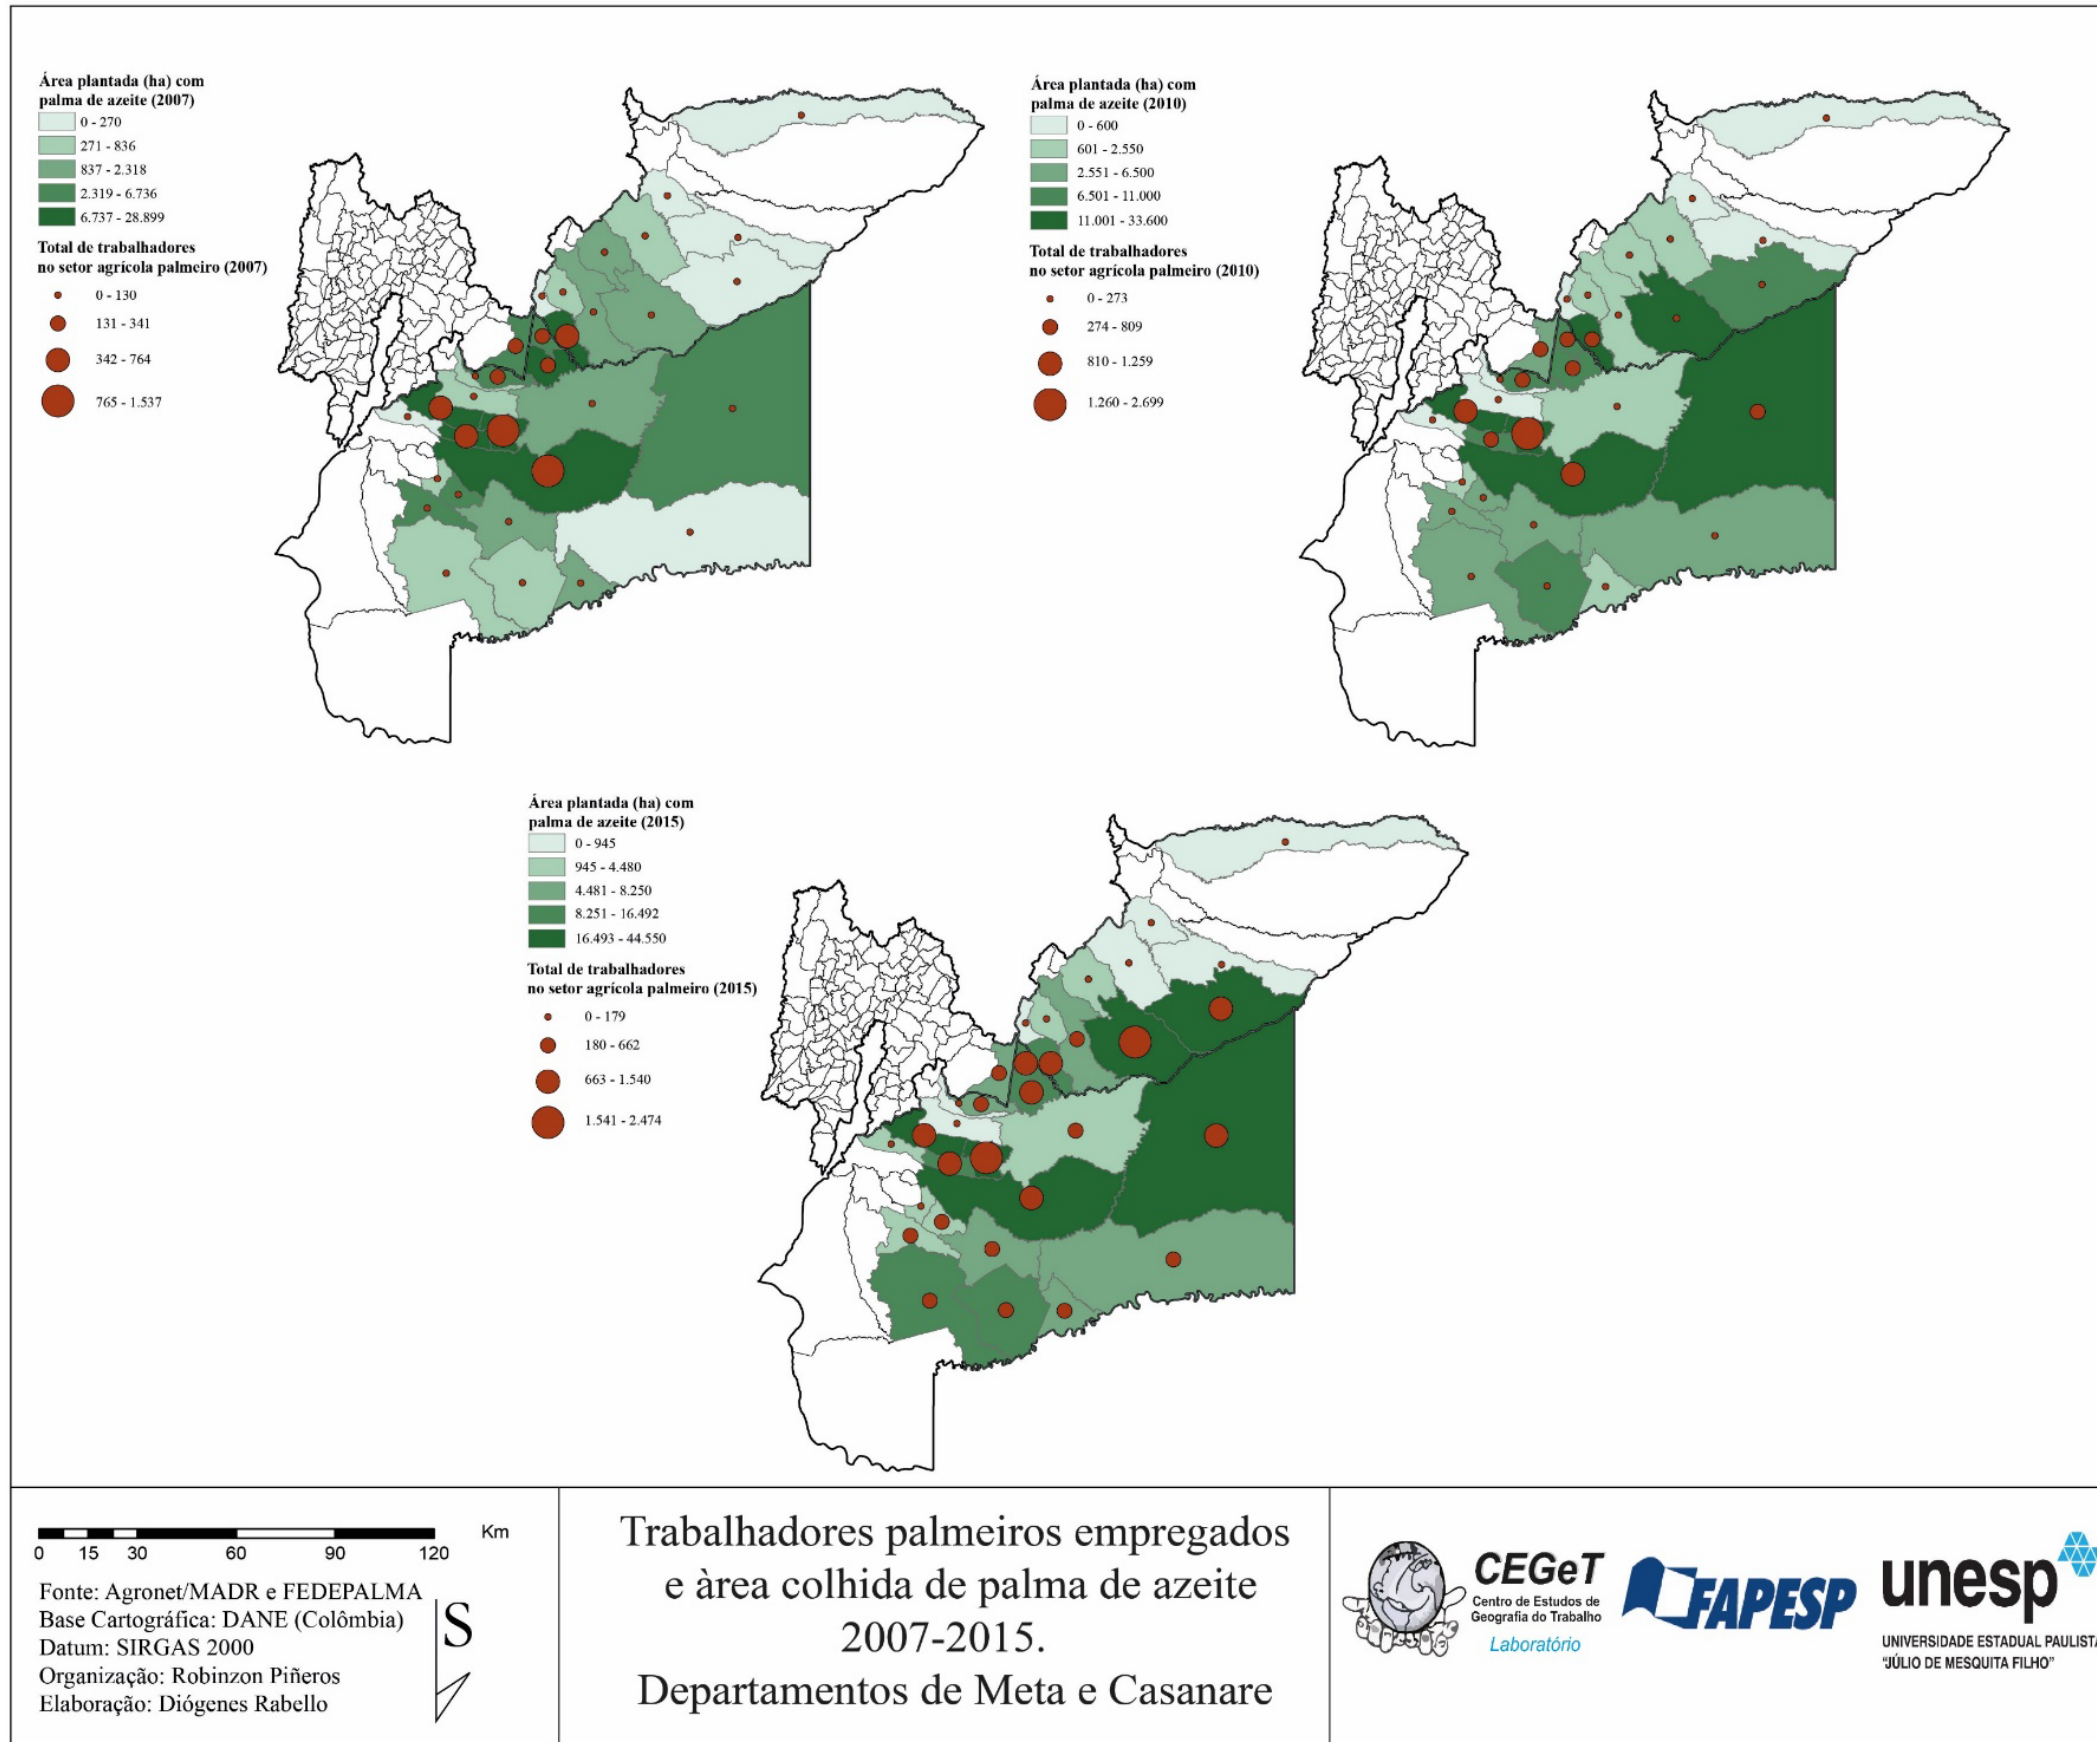 Área plantada (ha) com
palma de azeite (2007)
0 - 270
271 - 836
837 - 2.318
2.319 - 6.736
6.737 - 28.899
Total de trabalhadores
no setor agrícola palmeiro (2007)
0 - 130
131 - 341
342 - 764
765 - 1.537
Área plantada (ha) com
palma de azeite (2010)
0 - 600
601 - 2.550
2.551 - 6.500
6.501 - 11.000
11.001 - 33.600
Total de trabalhadores
no setor agrícola palmeiro (2010)
0 - 273
274 - 809
810 - 1.259
1.260 - 2.699
Área plantada (ha) com
palma de azeite (2015)
0 - 945
945 - 4.480
4.481 - 8.250
8.251 - 16.492
16.493 - 44.550
Total de trabalhadores
no setor agrícola palmeiro (2015)
0 - 179
180 - 662
663 - 1.540
1.541 - 2.474
Km
0 15 30 60 90 120
Fonte: Agronet/MADR e FEDEPALMA
Base Cartográfica: DANE (Colômbia)
Datum: SIRGAS 2000
Organização: Robinzon Piñeros
Elaboração: Diógenes Rabello
S
Trabalhadores palmeiros empregados
e àrea colhida de palma de azeite
2007-2015.
Departamentos de Meta e Casanare
CEGeT
Centro de Estudos de
Geografia do Trabalho
Laboratório
FAPESP
unesp
UNIVERSIDADE ESTADUAL PAULISTA
"JÚLIO DE MESQUITA FILHO"